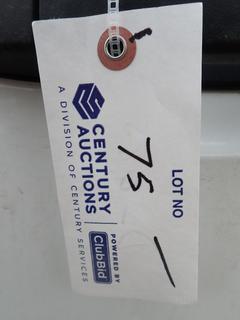 CENTURY
AUCTIONS
A DIVISION OF CENTURY SERVICES
POWERED BY
ClubBid
LOT NO
75